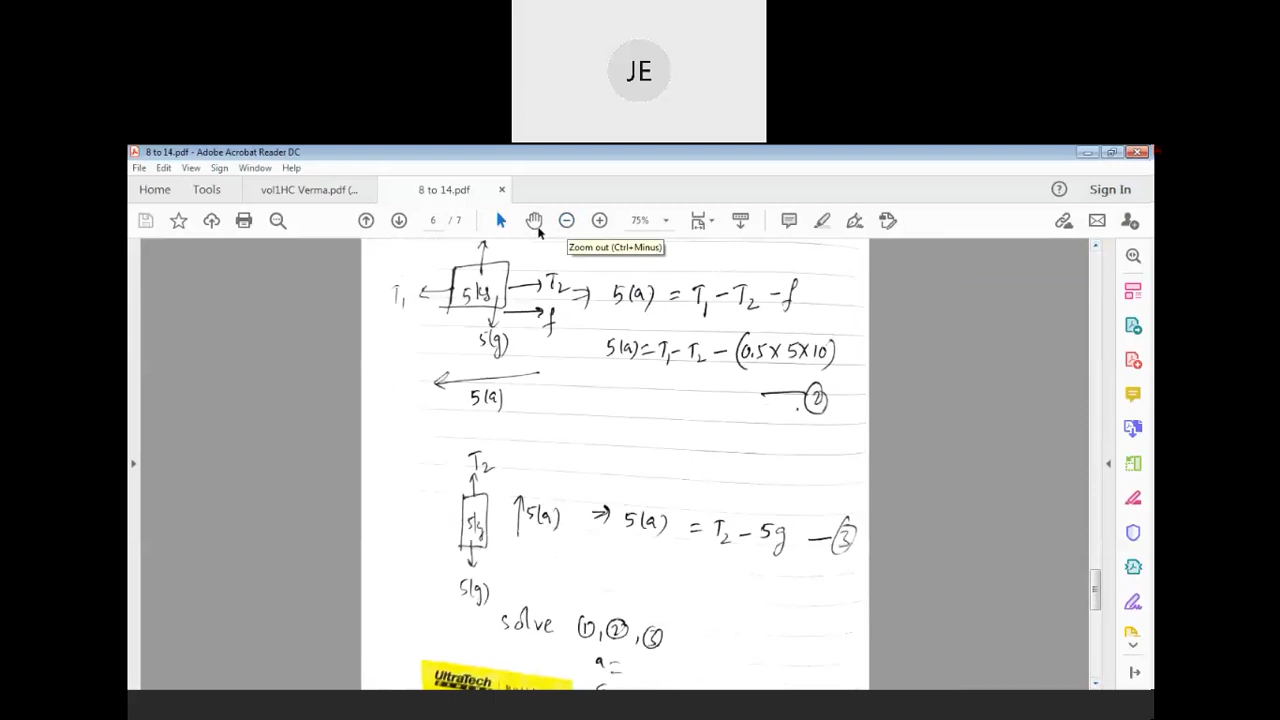 JE
8 to 14.pdf - Adobe Acrobat Reader DC
File Edit View Sign Window Help
Home Tools vol1HC Verma.pdf (... 8 to 14.pdf × Sign In
6 / 7 75%
Zoom out (Ctrl+Minus)
T₁ 5kg T₂ ⇒ 5(a) = T₁ - T₂ - f
f
5(g)
5(a) = T₁ - T₂ - (0.5 × 5 × 10)
5(a) — ②
T₂
5kg ↑5(a) ⇒ 5(a) = T₂ - 5g — ③
5(g)
solve ①, ②, ③
a =
UltraTech